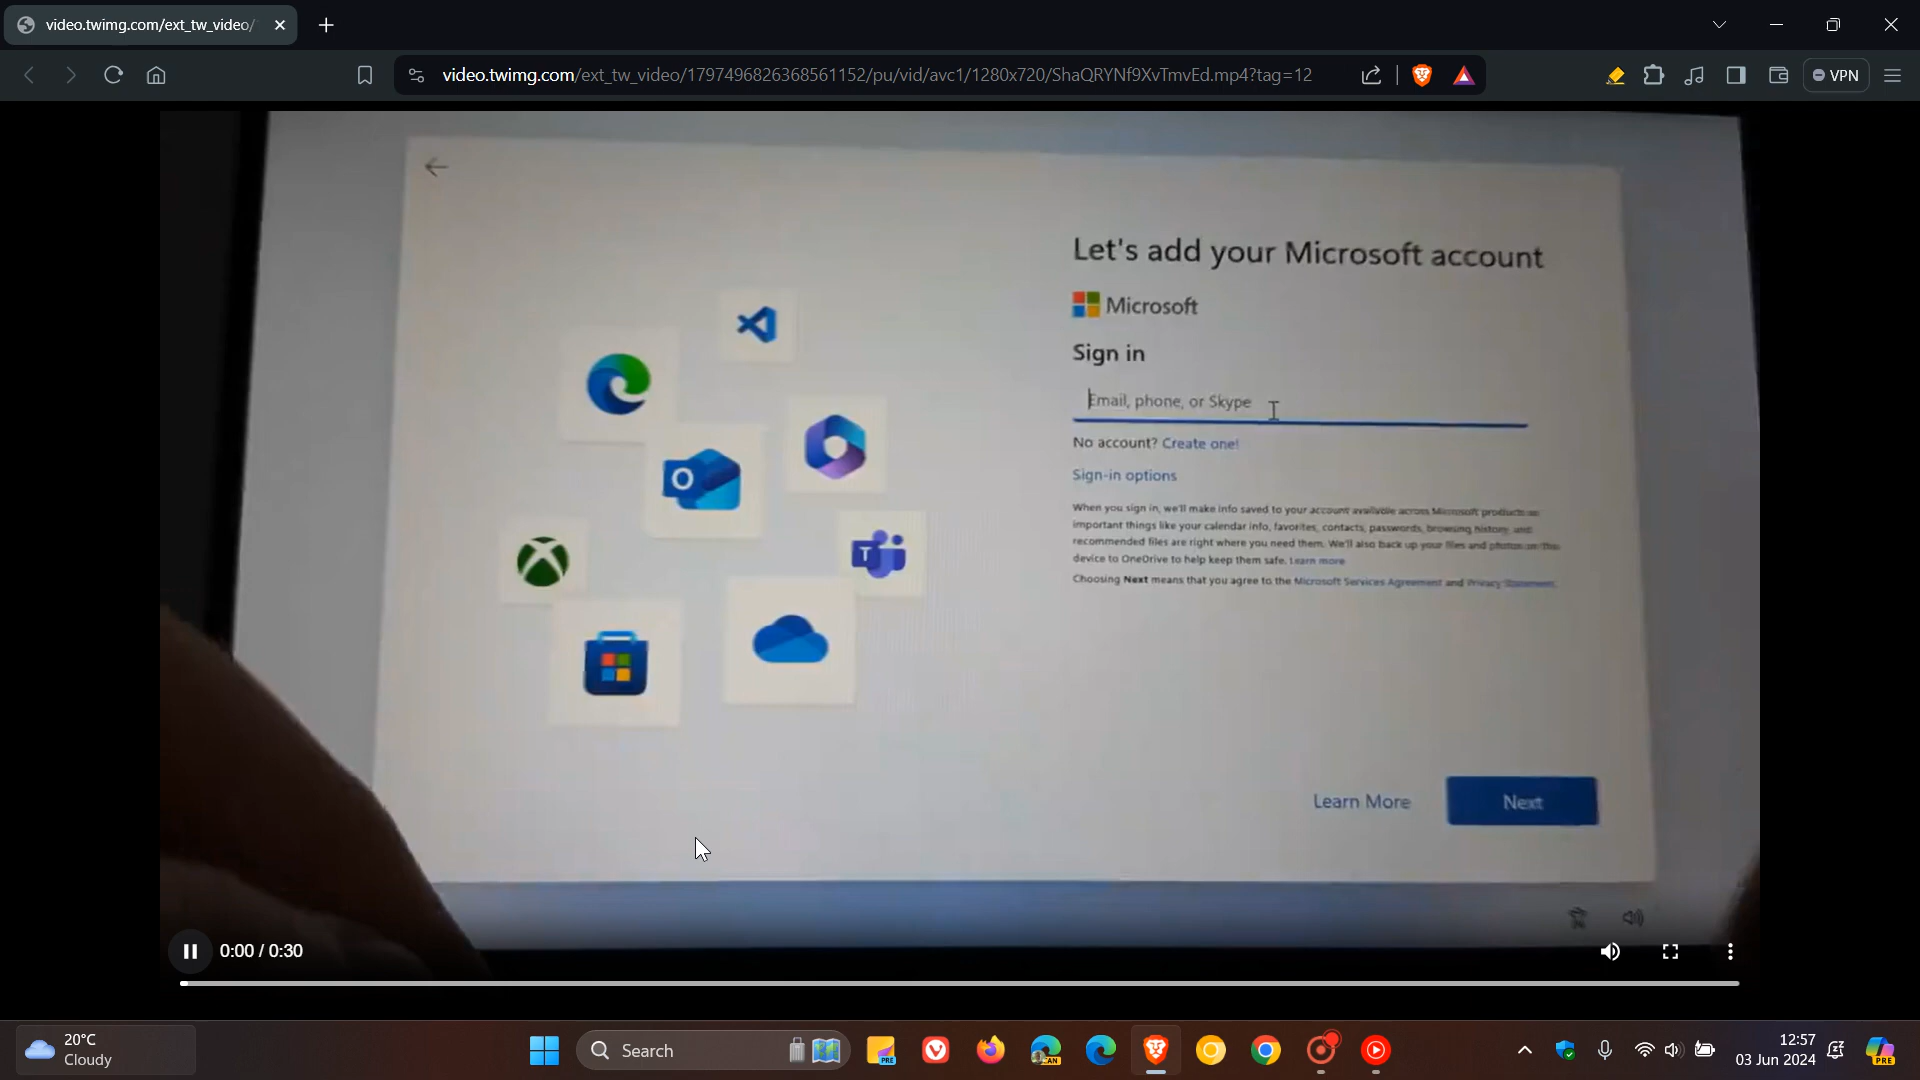 video.twimg.com/ext_tw_video/
video.twimg.com/ext_tw_video/1797496826368561152/pu/vid/avc1/1280x720/ShaQRYNf9XvTmvEd.mp4?tag=12
VPN
Let's add your Microsoft account
Microsoft
Sign in
Email, phone, or Skype
No account? Create one!
Sign-in options
When you sign in, we'll make info saved to your account available across Microsoft products so
important things like your calendar info, favorites, contacts, passwords, browsing history and
recommended files are right where you need them. We'll also back up your files and photos on this
device to OneDrive to help keep them safe. Learn more
Choosing Next means that you agree to the Microsoft Services Agreement and Privacy Statement.
O
T
Learn More
Next
0:00 / 0:30
20°C
Cloudy
Search
PRE
CAN
12:57
03 Jun 2024
PRE